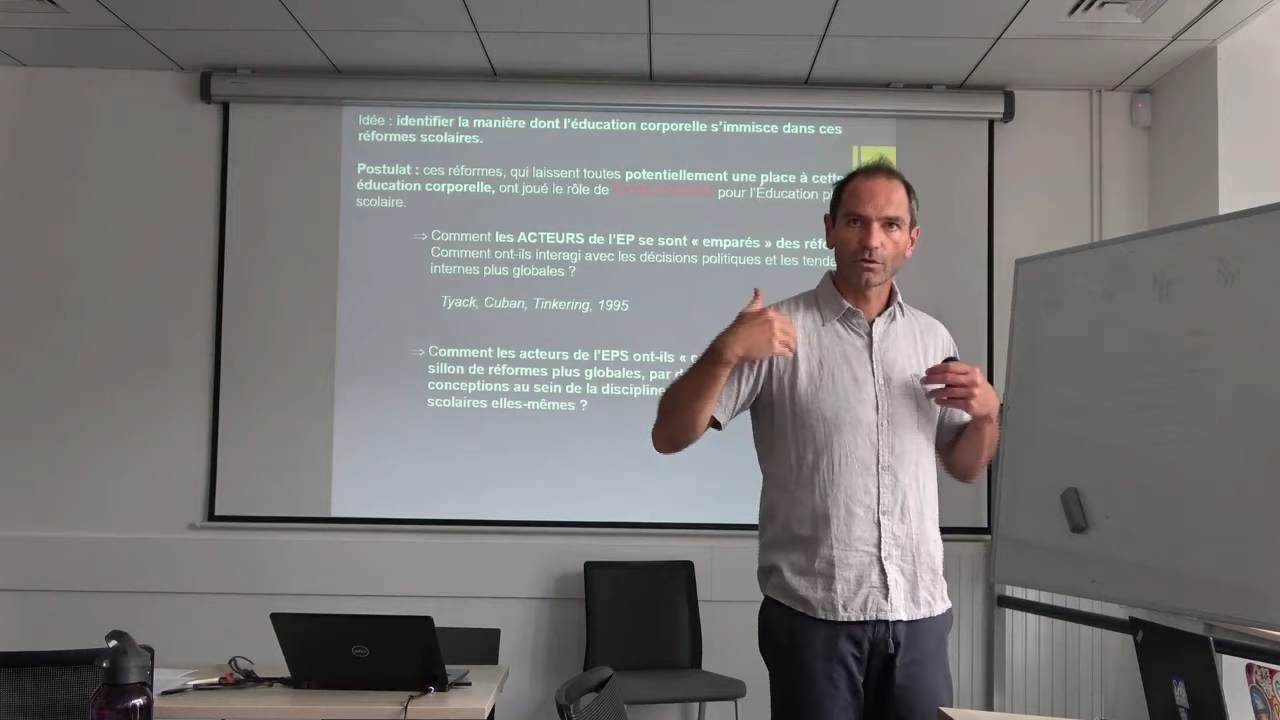 Idée : identifier la manière dont l'éducation corporelle s'immisce dans ces
réformes scolaires.
Postulat : ces réformes, qui laissent toutes potentiellement une place à cette
éducation corporelle, ont joué le rôle de pour l'Éducation
scolaire.
⇒ Comment les ACTEURS de l'EP se sont « emparés » des
Comment ont-ils interagi avec les décisions politiques et les
internes plus globales ?
Tyack, Cuban, Tinkering, 1995
⇒ Comment les acteurs de l'EPS ont-ils «
sillon de réformes plus globales, par
conceptions au sein de la discipline
scolaires elles-mêmes ?
DELL